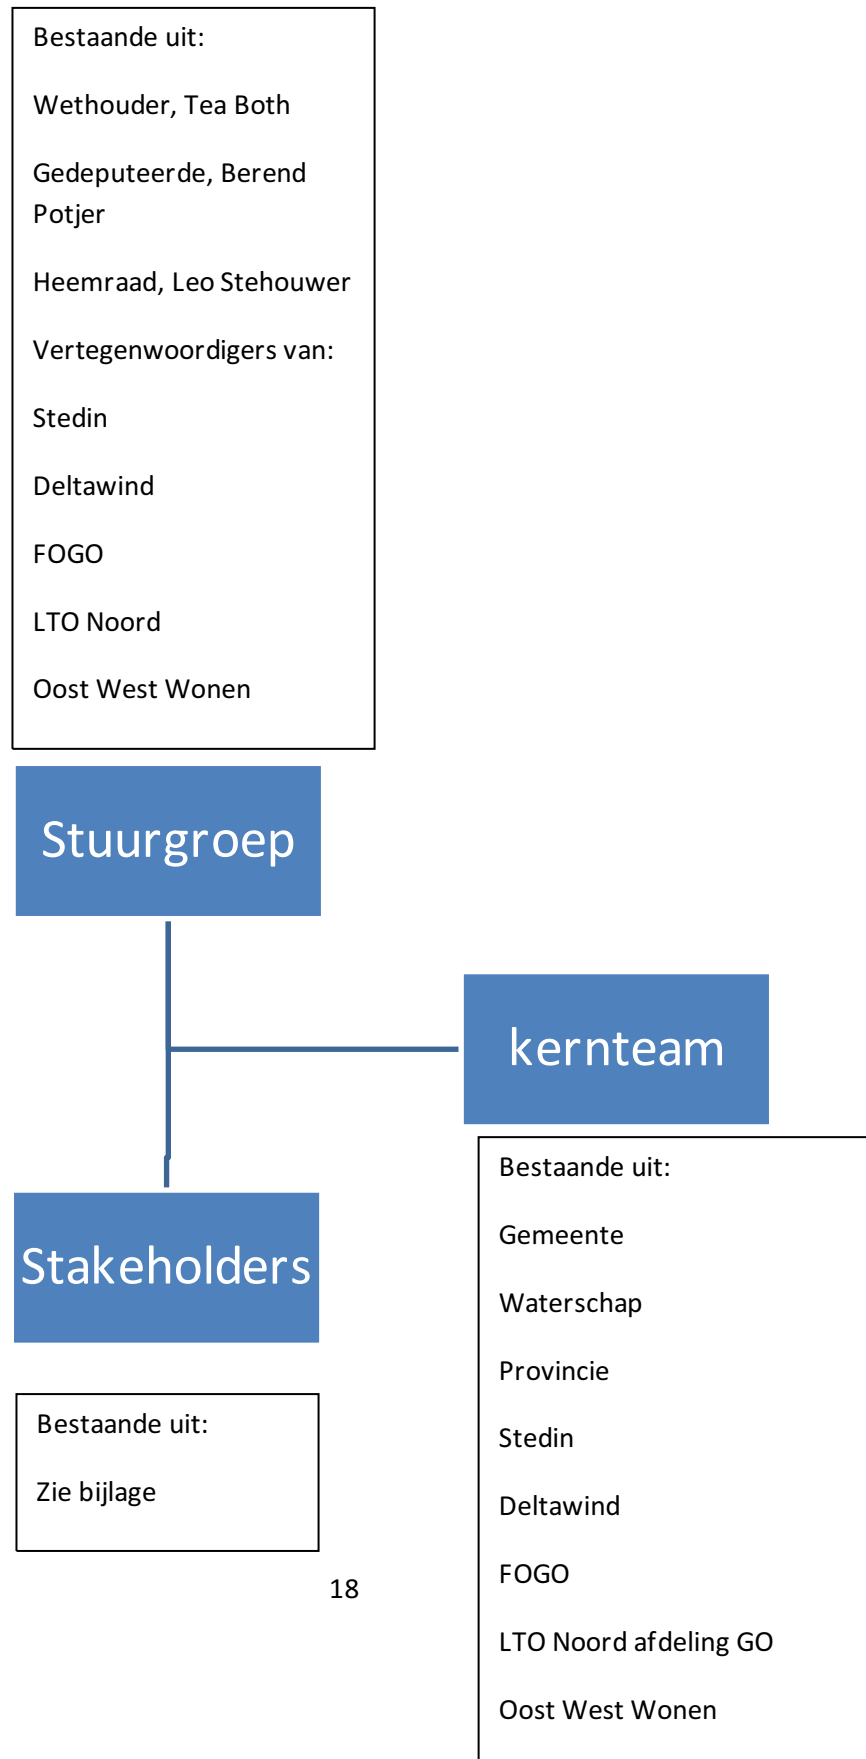 Bestaande uit:
Wethouder, Tea Both
Gedeputeerde, Berend
Potjer
Heemraad, Leo Stehouwer
Vertegenwoordigers van:
Stedin
Deltawind
FOGO
LTO Noord
Oost West Wonen
Stuurgroep
kernteam
Stakeholders
Bestaande uit:
Zie bijlage
Bestaande uit:
Gemeente
Waterschap
Provincie
Stedin
Deltawind
FOGO
LTO Noord afdeling GO
Oost West Wonen
18